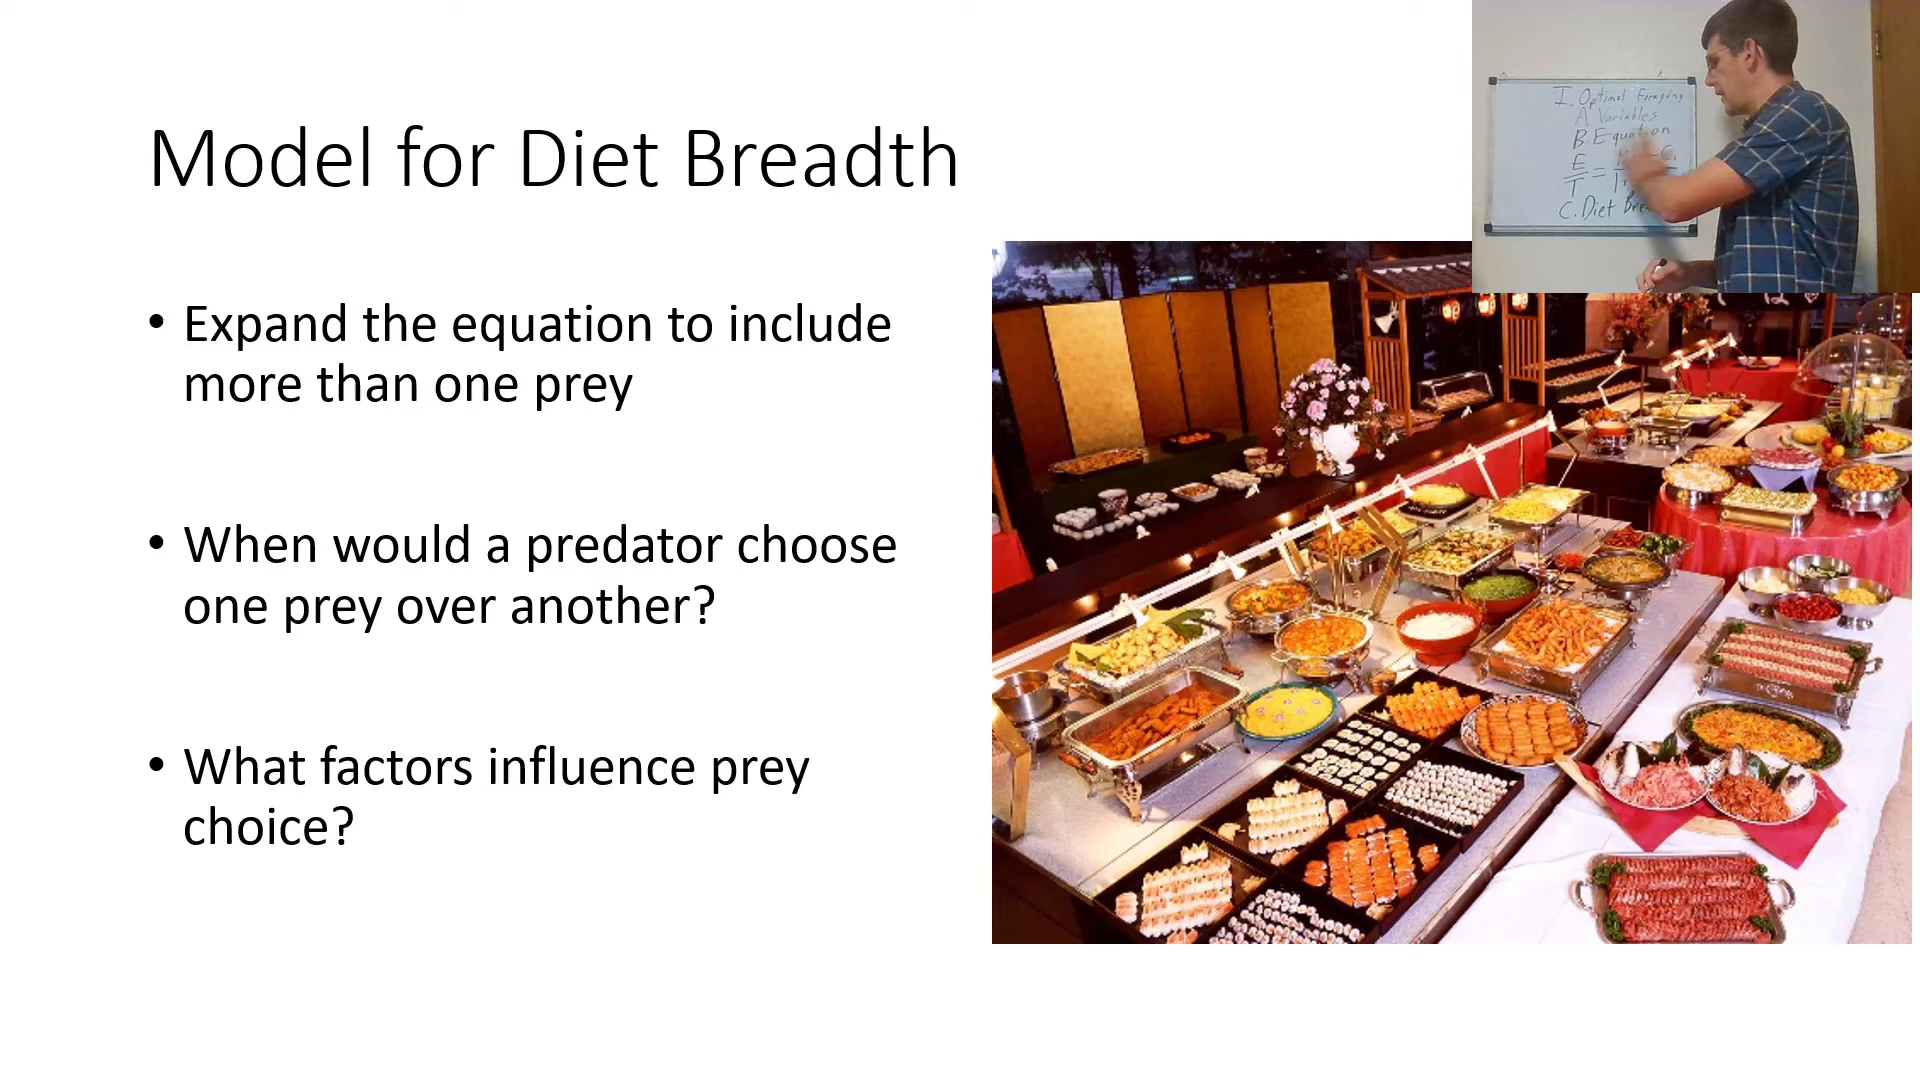 Model for Diet Breadth
• Expand the equation to include
more than one prey
• When would a predator choose
one prey over another?
• What factors influence prey
choice?
I. Optimal Foraging
A Variables
B. Equation
E
T
=
C. Diet